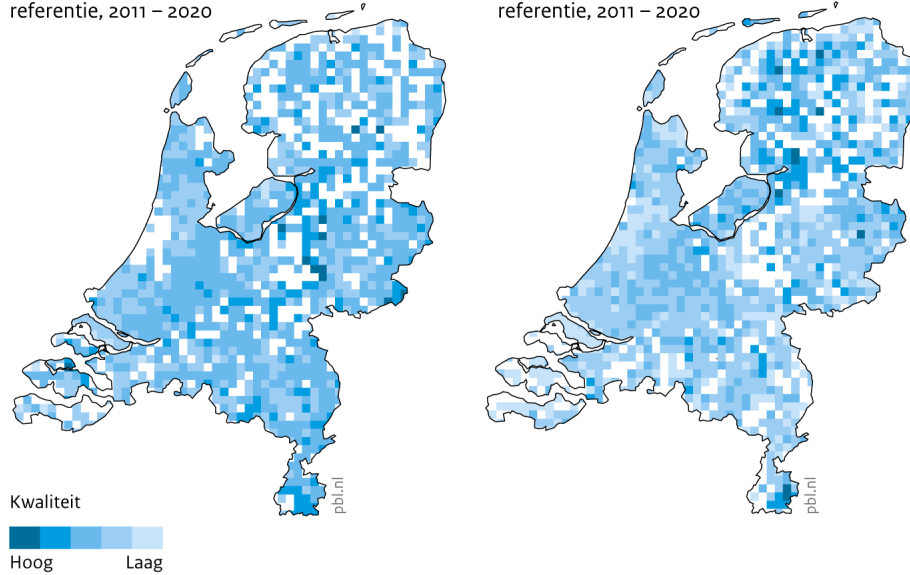 referentie, 2011 – 2020
referentie, 2011 – 2020
pbl.nl
pbl.nl
Kwaliteit
Hoog
Laag